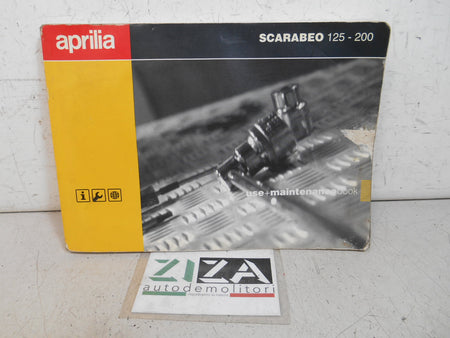 aprilia
SCARABEO 125 - 200
use+maintenance book
ZIZA
autodemolitori